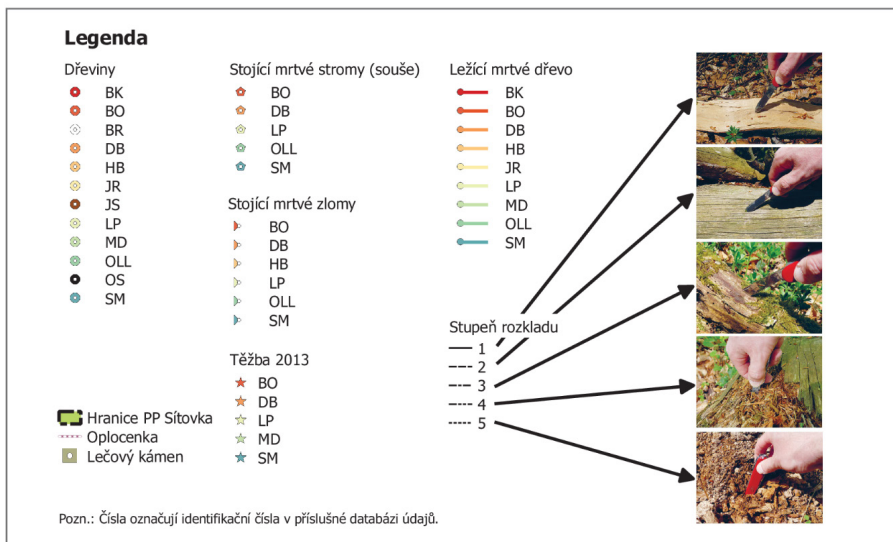 Legenda
Dřeviny
BK
BO
BR
DB
HB
JR
JS
LP
MD
OLL
OS
SM
Hranice PP Sítovka
Oplocenka
Lečový kámen
Stojící mrtvé stromy (souše)
BO
DB
LP
OLL
SM
Stojící mrtvé zlomy
BO
DB
HB
LP
OLL
SM
Těžba 2013
BO
DB
LP
MD
SM
Ležící mrtvé dřevo
BK
BO
DB
HB
JR
LP
MD
OLL
SM
Stupeň rozkladu
1
2
3
4
5
Pozn.: Čísla označují identifikační čísla v příslušné databázi údajů.